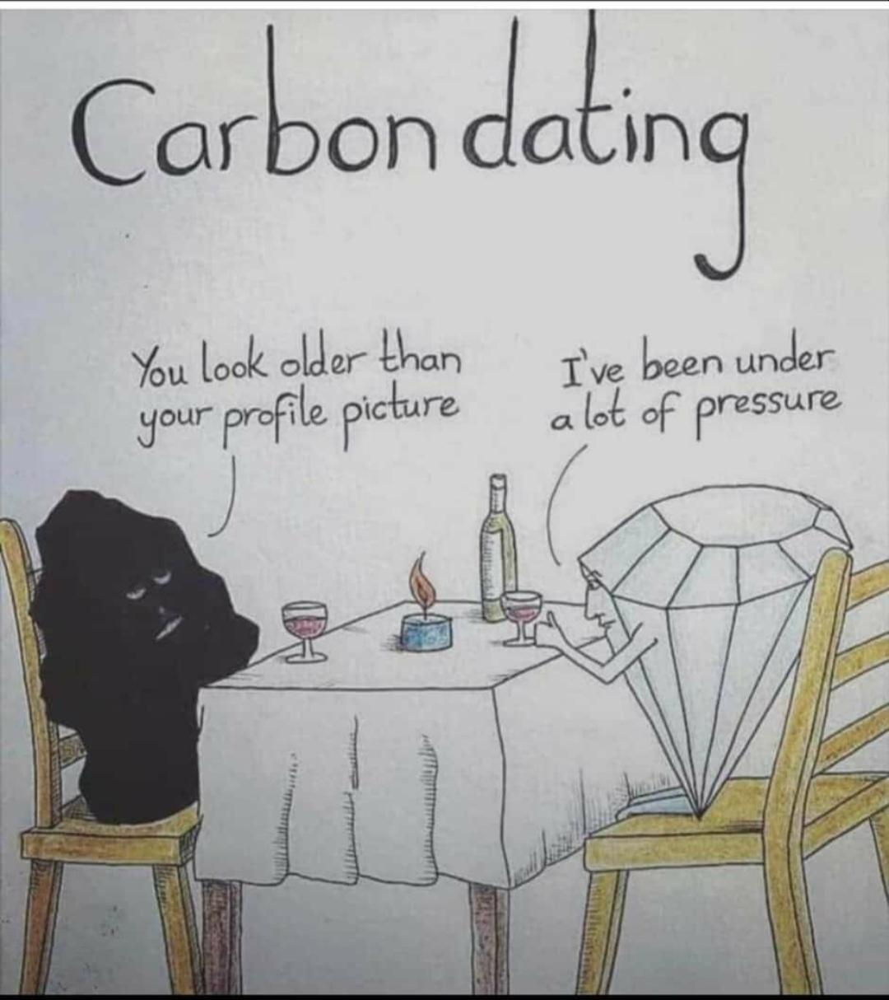 Carbon dating
You look older than
your profile picture
I've been under
a lot of pressure